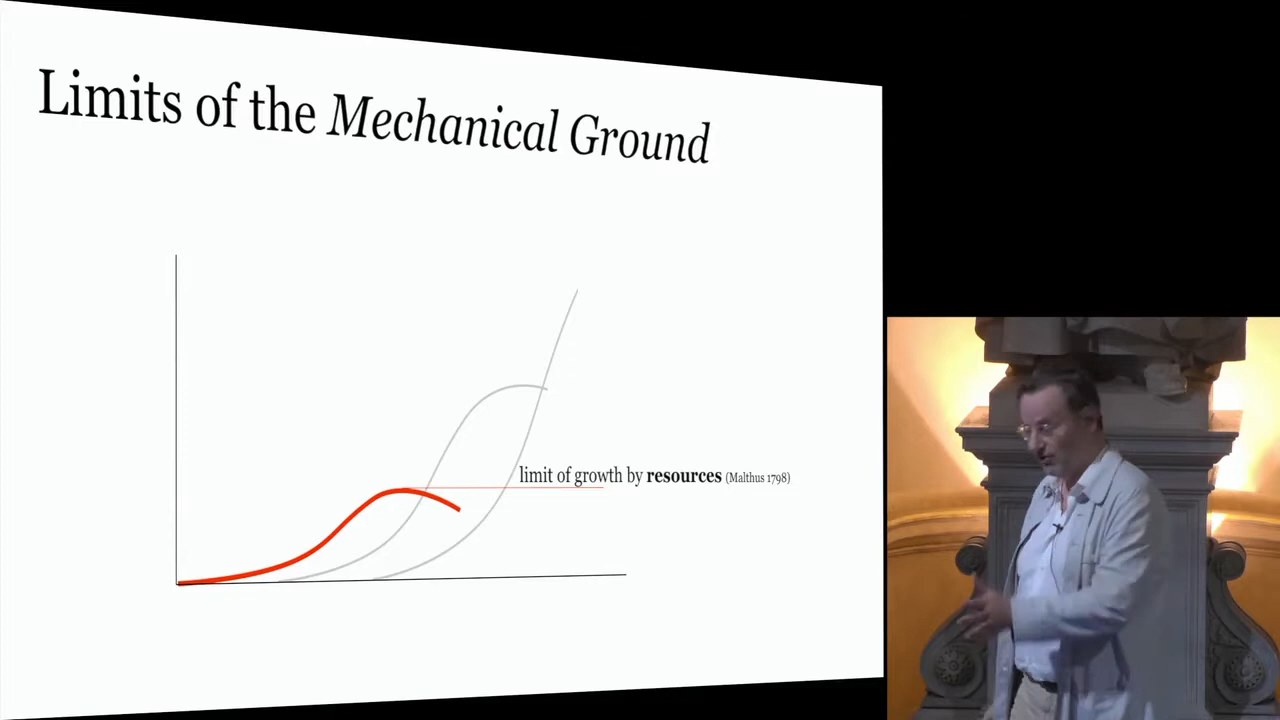 Limits of the Mechanical Ground
limit of growth by resources (Malthus 1798)